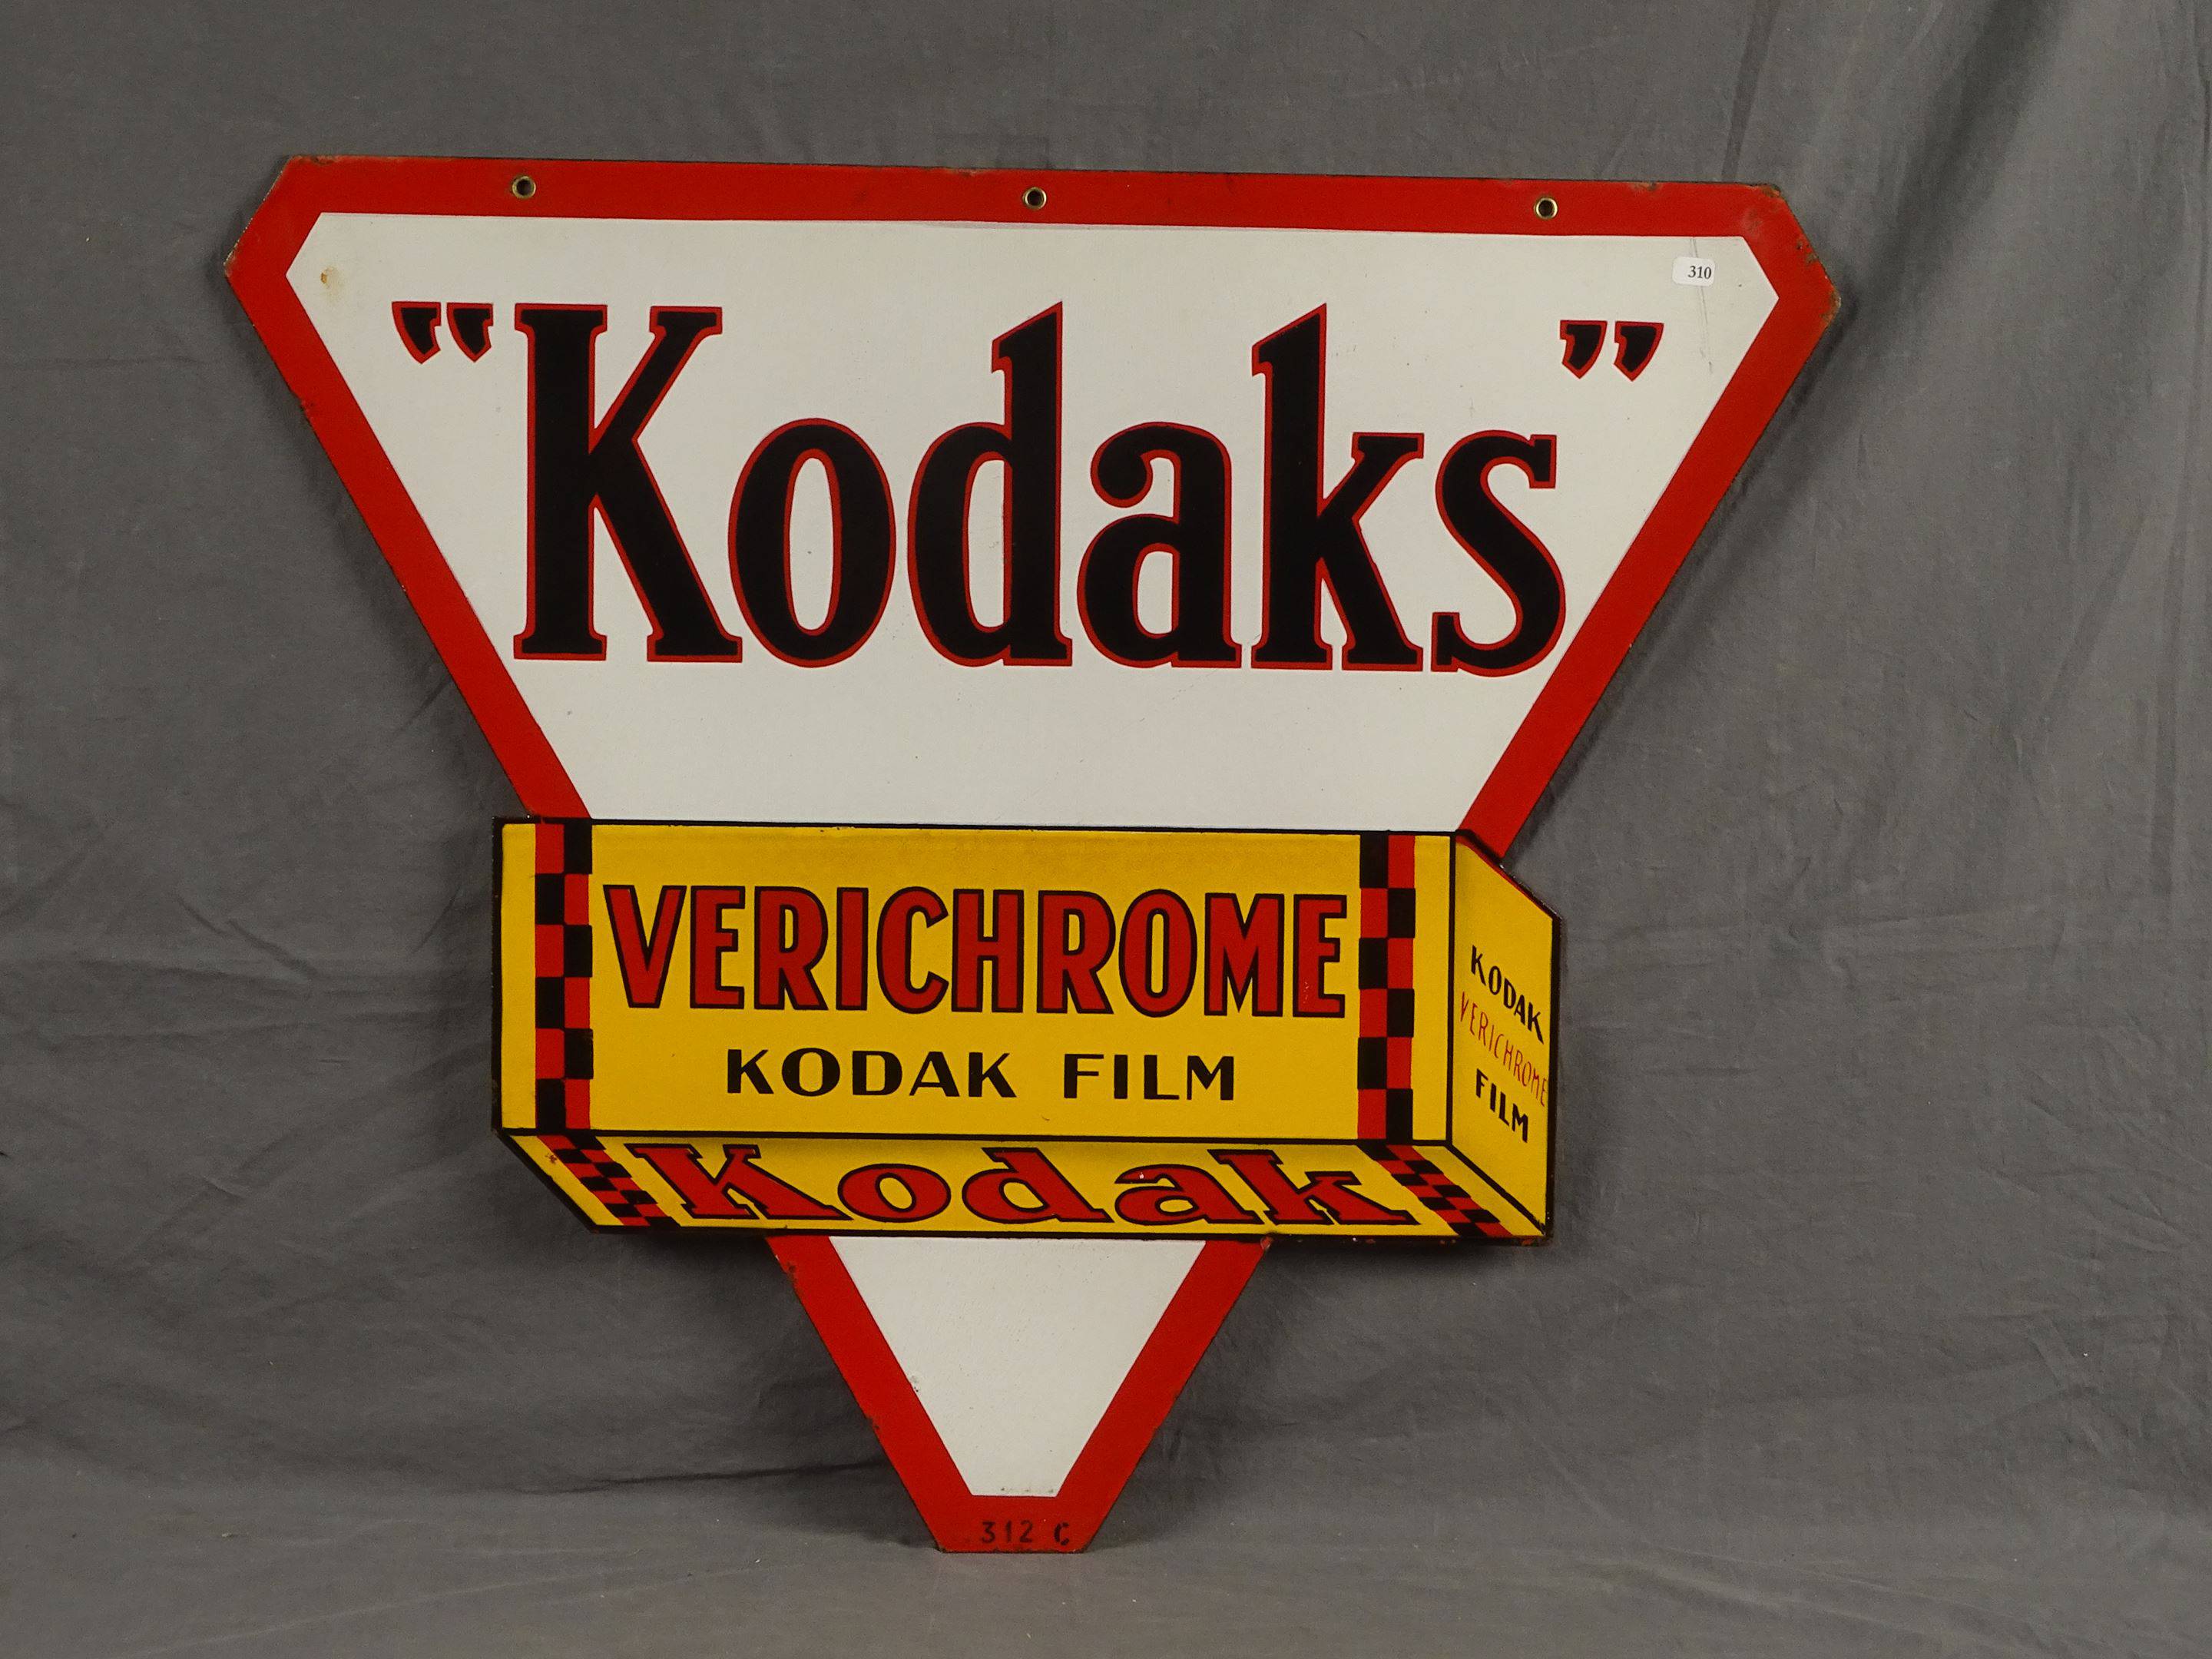 310
"Kodaks"
VERICHROME
KODAK FILM
Kodak
KODAK
VERICHROME
FILM
312 C